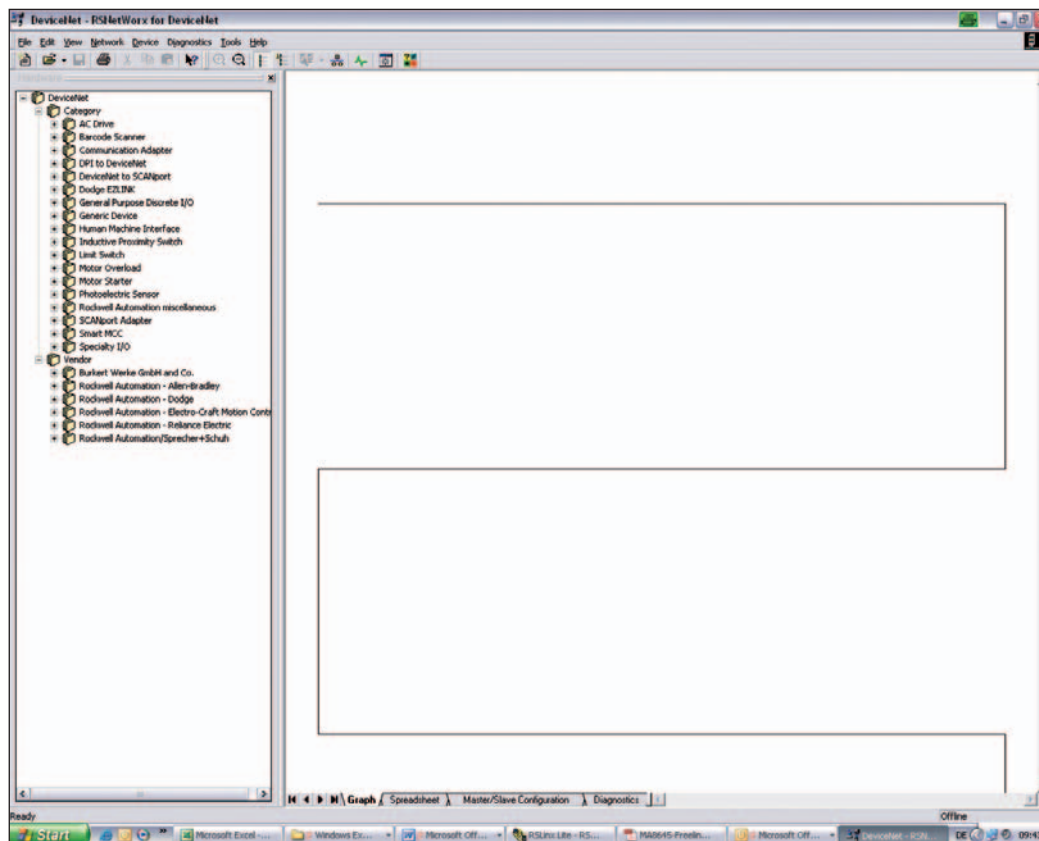 DeviceNet - RSNetWorx for DeviceNet
File Edit View Network Device Diagnostics Tools Help
Hardware
DeviceNet
Category
AC Drive
Barcode Scanner
Communication Adapter
DPI to DeviceNet
DeviceNet to SCANport
Dodge EZLINK
General Purpose Discrete I/O
Generic Device
Human Machine Interface
Inductive Proximity Switch
Limit Switch
Motor Overload
Motor Starter
Photoelectric Sensor
Rockwell Automation miscellaneous
SCANport Adapter
Smart MCC
Specialty I/O
Vendor
Burkert Werke GmbH and Co.
Rockwell Automation - Allen-Bradley
Rockwell Automation - Dodge
Rockwell Automation - Electro-Craft Motion Contr
Rockwell Automation - Reliance Electric
Rockwell Automation/Sprecher+Schuh
Graph Spreadsheet Master/Slave Configuration Diagnostics
Ready Offline
Start Microsoft Excel -... Windows Ex... Microsoft Off... RSLinx Lite - RS... MA8645-Freelin... Microsoft Off... DeviceNet - RSN... DE